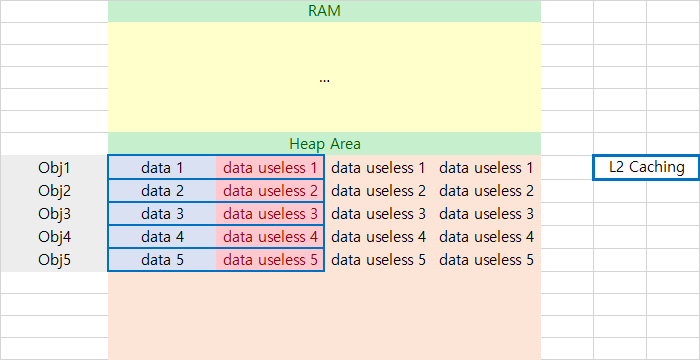 RAM
...
Heap Area
Obj1 data 1 data useless 1 data useless 1 data useless 1 L2 Caching
Obj2 data 2 data useless 2 data useless 2 data useless 2
Obj3 data 3 data useless 3 data useless 3 data useless 3
Obj4 data 4 data useless 4 data useless 4 data useless 4
Obj5 data 5 data useless 5 data useless 5 data useless 5